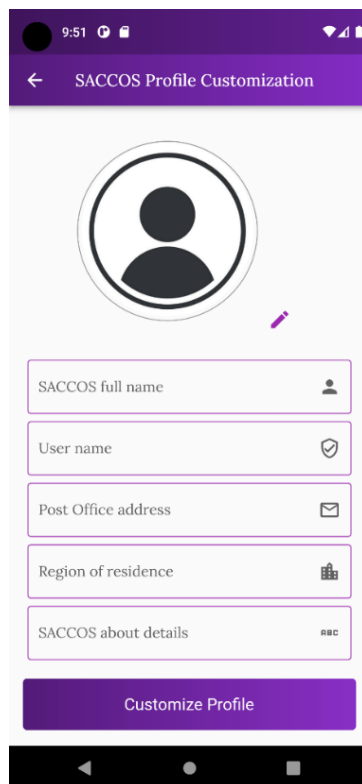 9:51
SACCOS Profile Customization
SACCOS full name
User name
Post Office address
Region of residence
SACCOS about details
ABC
Customize Profile